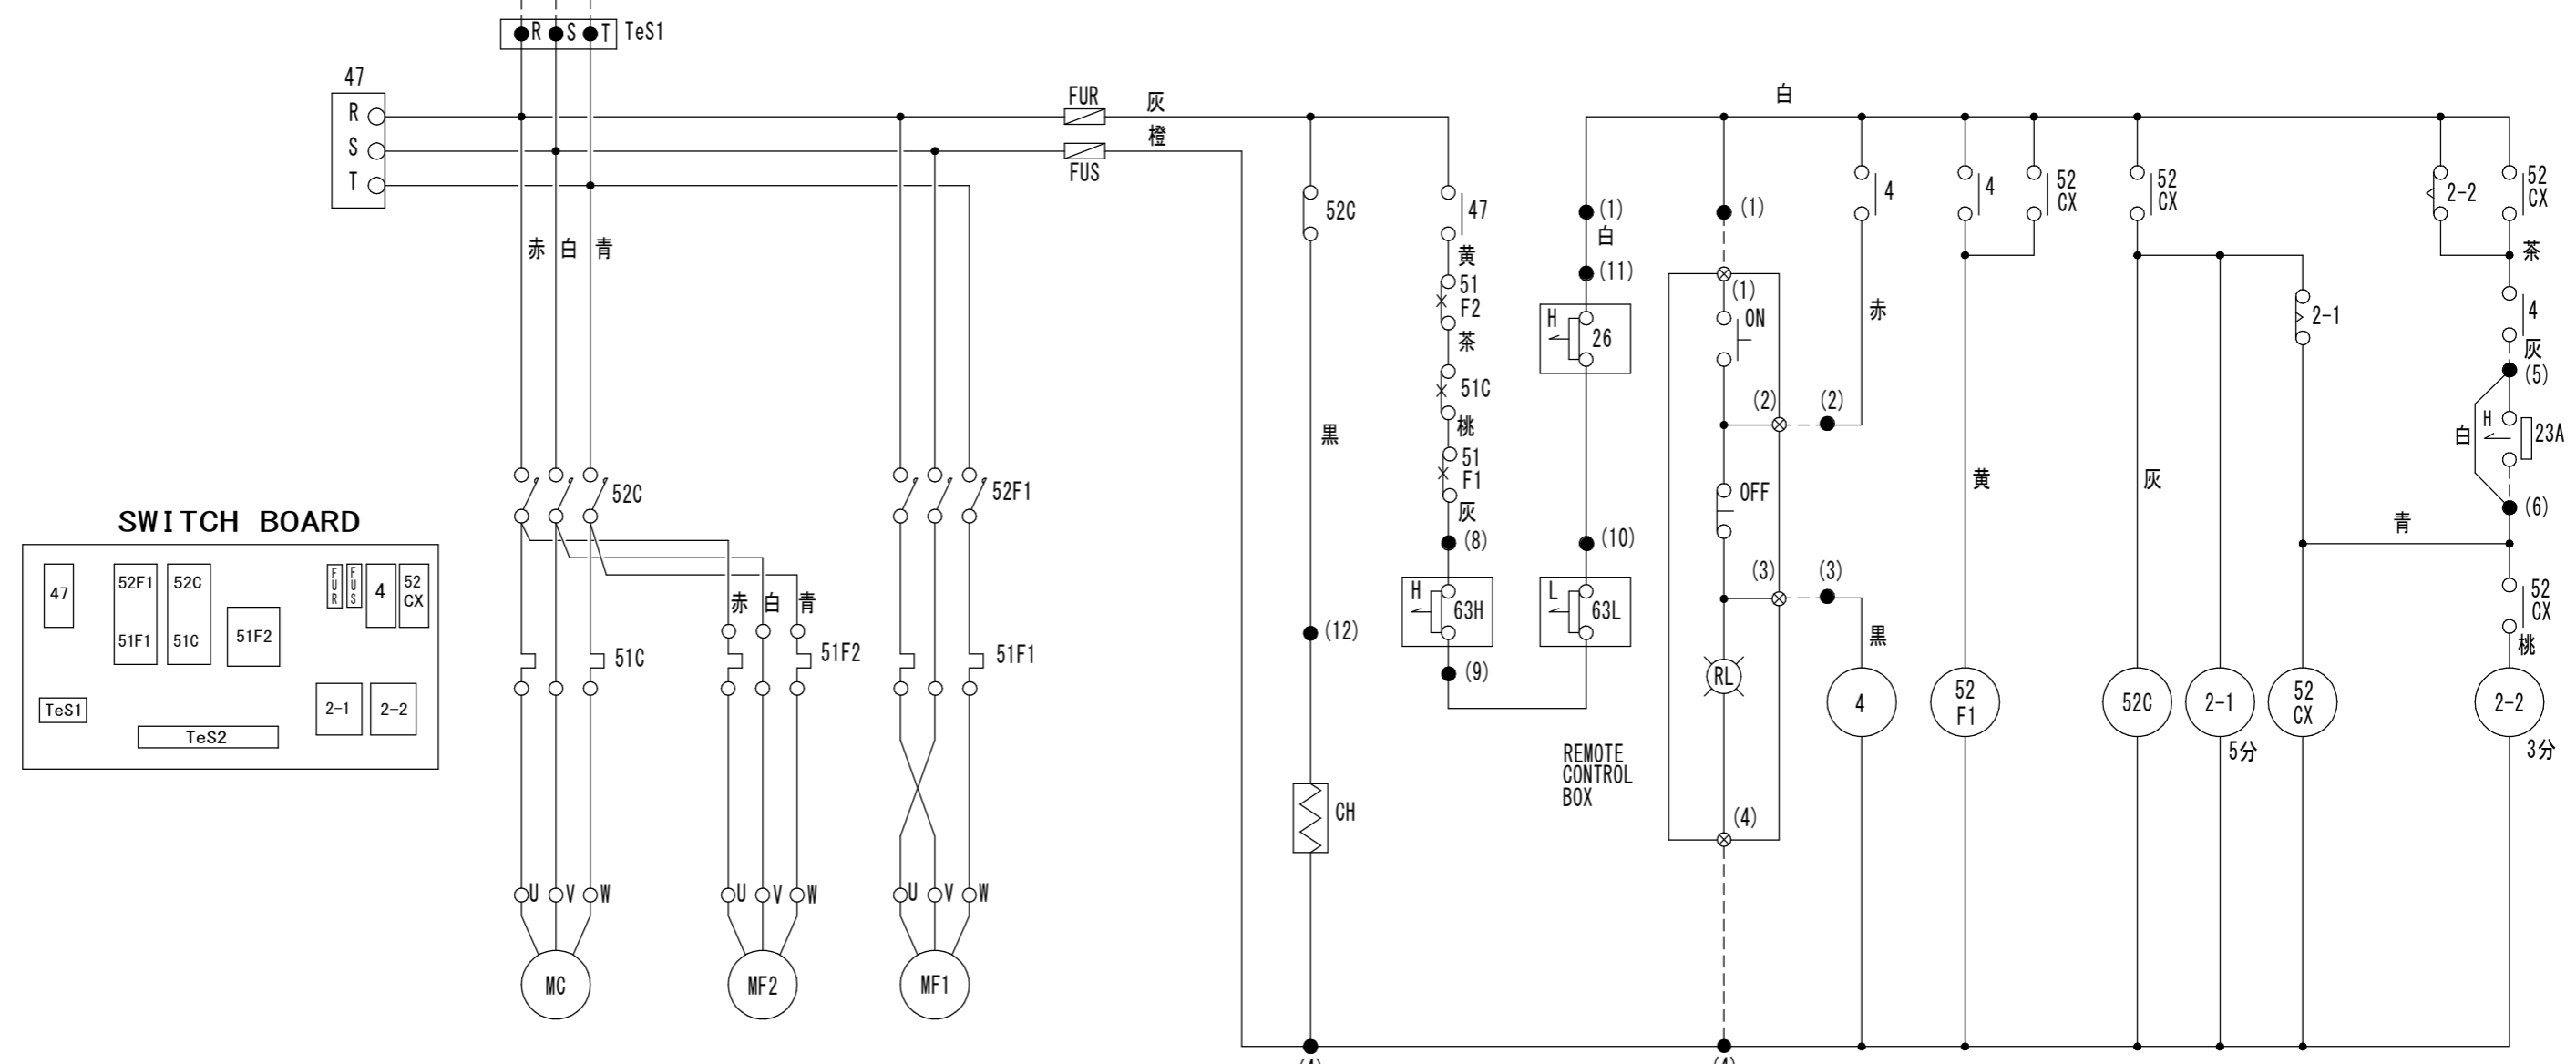 R S T TeS1
47
R
S
T
FUR
灰
橙
FUS
白
赤 白 青
52C
47
黄
51
F2
茶
51C
桃
51
F1
灰
(8)
H
63H
(9)
(1)
白
(11)
H
26
(10)
L
63L
(1)
(1)
ON
(2)
(2)
OFF
(3)
(3)
RL
(4)
REMOTE
CONTROL
BOX
4
赤
黒
4
4
52
CX
黄
52
F1
52
CX
灰
52C
2-1
5分
2-1
52
CX
青
2-2
52
CX
茶
4
灰
(5)
H
23A
白
(6)
52
CX
桃
2-2
3分
黒
(12)
CH
52C
52F1
赤 白 青
51C
51F2
51F1
U V W
U V W
U V W
MC
MF2
MF1
SWITCH BOARD
47
52F1
51F1
52C
51C
51F2
FUR
FUS
4
52
CX
TeS1
TeS2
2-1
2-2
(4)
(4)